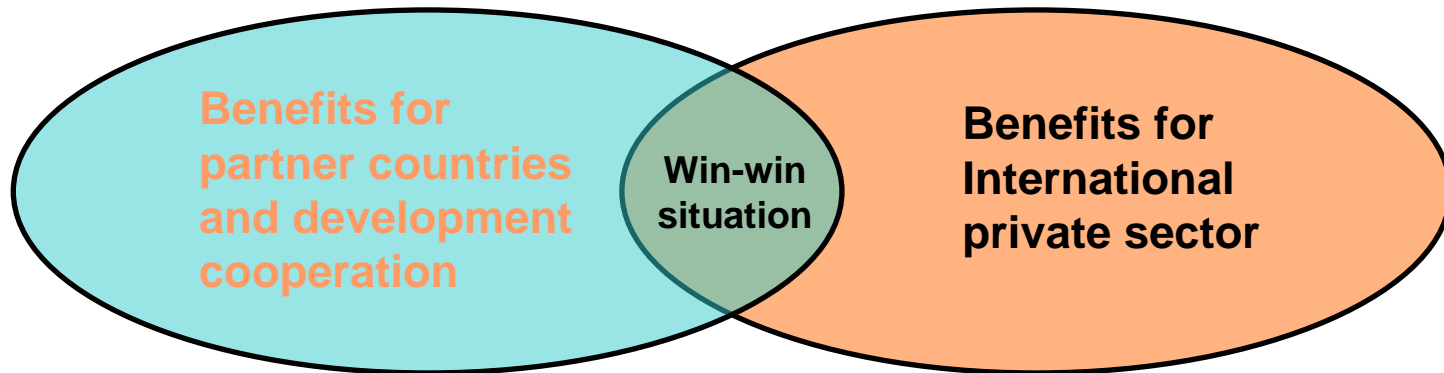 Benefits for
partner countries
and development
cooperation
Win-win
situation
Benefits for
International
private sector